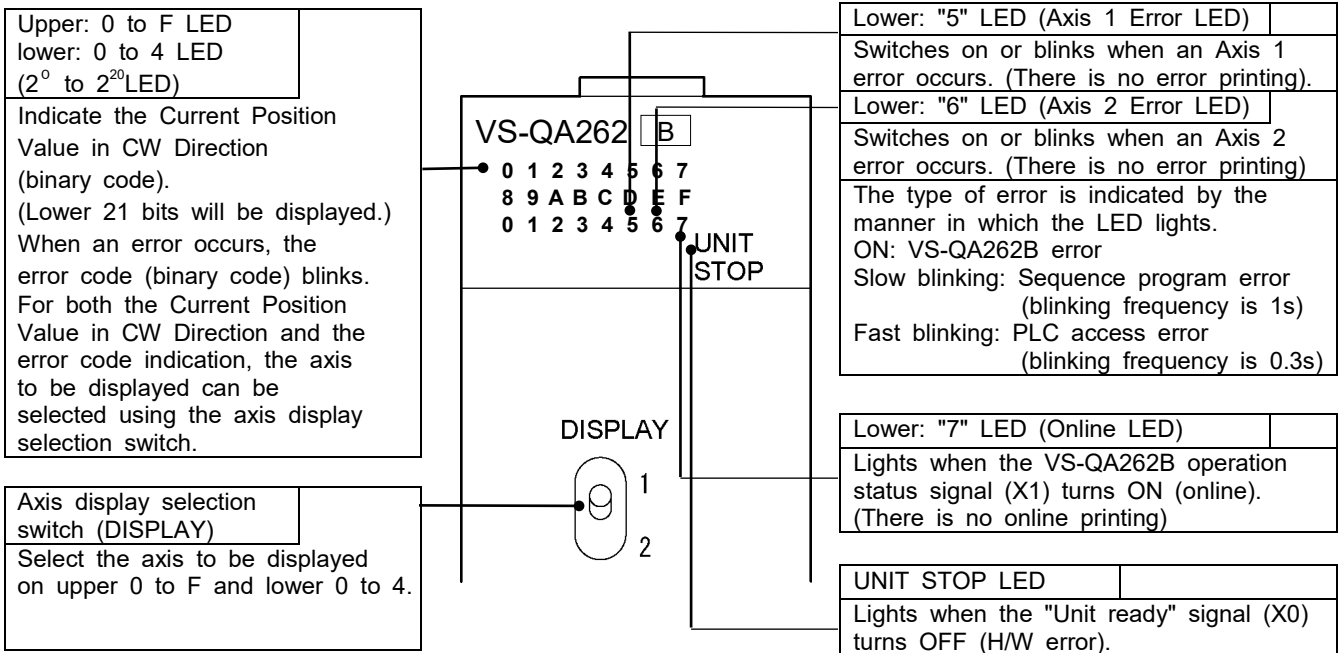 Upper: 0 to F LED
lower: 0 to 4 LED
(2⁰ to 2²⁰LED)
Indicate the Current Position
Value in CW Direction
(binary code).
(Lower 21 bits will be displayed.)
When an error occurs, the
error code (binary code) blinks.
For both the Current Position
Value in CW Direction and the
error code indication, the axis
to be displayed can be
selected using the axis display
selection switch.
Axis display selection
switch (DISPLAY)
Select the axis to be displayed
on upper 0 to F and lower 0 to 4.
VS-QA262 B
0 1 2 3 4 5 6 7
8 9 A B C D E F
0 1 2 3 4 5 6 7
UNIT
STOP
DISPLAY
1
2
Lower: "5" LED (Axis 1 Error LED)
Switches on or blinks when an Axis 1
error occurs. (There is no error printing).
Lower: "6" LED (Axis 2 Error LED)
Switches on or blinks when an Axis 2
error occurs. (There is no error printing)
The type of error is indicated by the
manner in which the LED lights.
ON: VS-QA262B error
Slow blinking: Sequence program error
(blinking frequency is 1s)
Fast blinking: PLC access error
(blinking frequency is 0.3s)
Lower: "7" LED (Online LED)
Lights when the VS-QA262B operation
status signal (X1) turns ON (online).
(There is no online printing)
UNIT STOP LED
Lights when the "Unit ready" signal (X0)
turns OFF (H/W error).